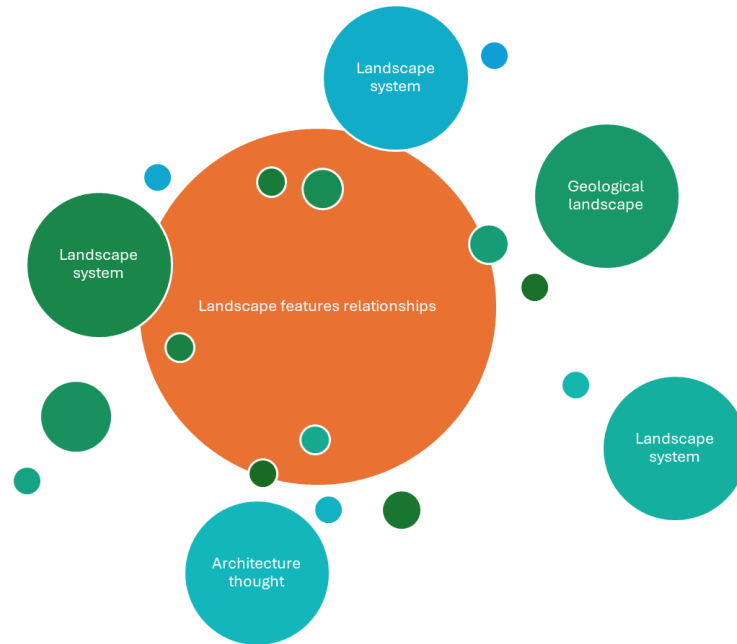 Landscape
system
Geological
landscape
Landscape
system
Landscape features relationships
Landscape
system
Architecture
thought